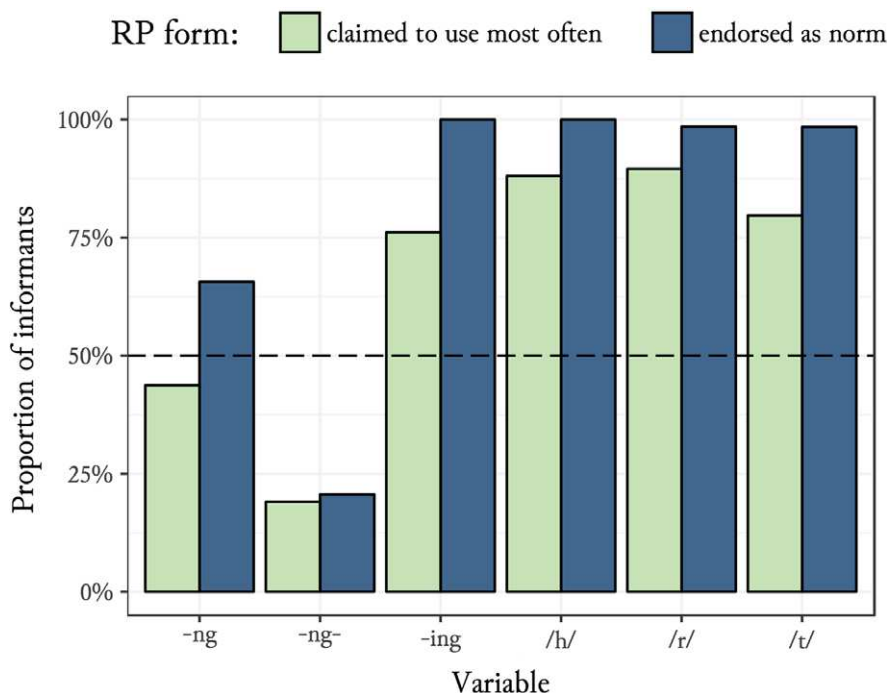 RP form: claimed to use most often endorsed as norm
100%
75%
50%
25%
0%
Proportion of informants
-ng -ng- -ing /h/ /r/ /t/
Variable